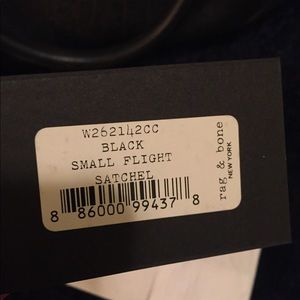 W262142CC
BLACK
SMALL FLIGHT
SATCHEL
8 86000 99437 8
rag & bone
NEW YORK